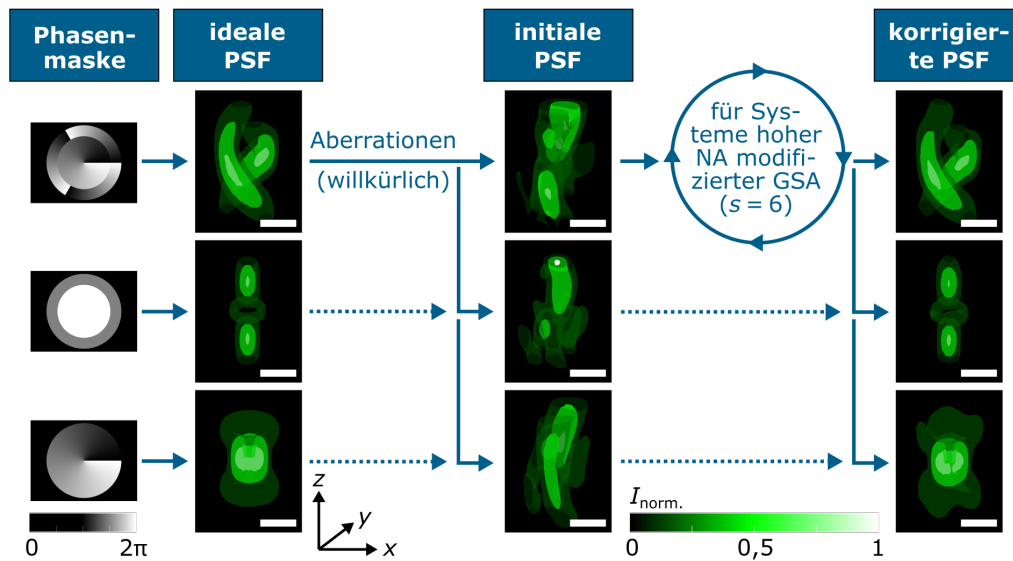 Phasen-
maske
ideale
PSF
initiale
PSF
korrigier-
te PSF
Aberrationen
(willkürlich)
für Sys-
teme hoher
NA modifi-
zierter GSA
(s = 6)
0
2π
z
y
x
Inorm.
0
0,5
1